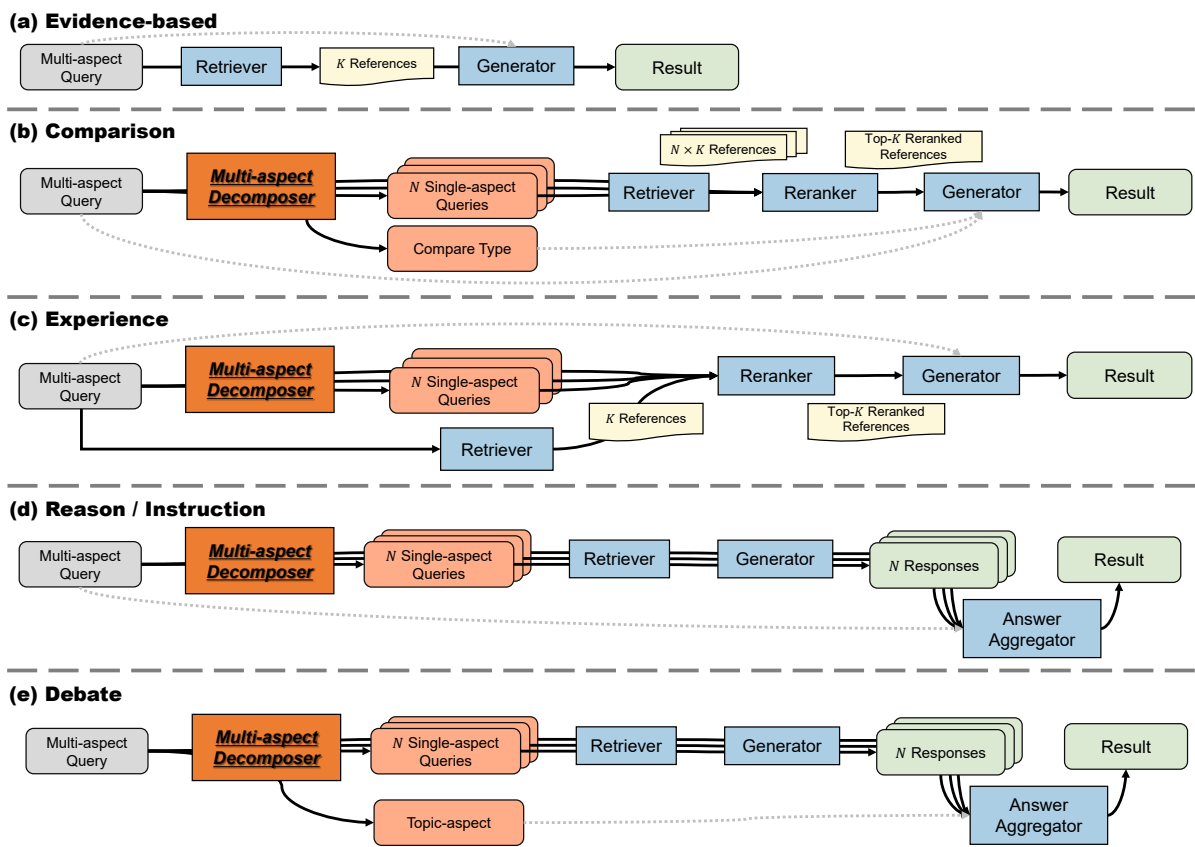 (a) Evidence-based
Multi-aspect
Query
Retriever
K References
Generator
Result
(b) Comparison
Multi-aspect
Query
Multi-aspect
Decomposer
N Single-aspect
Queries
Compare Type
Retriever
N × K References
Reranker
Top-K Reranked
References
Generator
Result
(c) Experience
Multi-aspect
Query
Multi-aspect
Decomposer
N Single-aspect
Queries
Retriever
K References
Reranker
Top-K Reranked
References
Generator
Result
(d) Reason / Instruction
Multi-aspect
Query
Multi-aspect
Decomposer
N Single-aspect
Queries
Retriever
Generator
N Responses
Answer
Aggregator
Result
(e) Debate
Multi-aspect
Query
Multi-aspect
Decomposer
N Single-aspect
Queries
Topic-aspect
Retriever
Generator
N Responses
Answer
Aggregator
Result